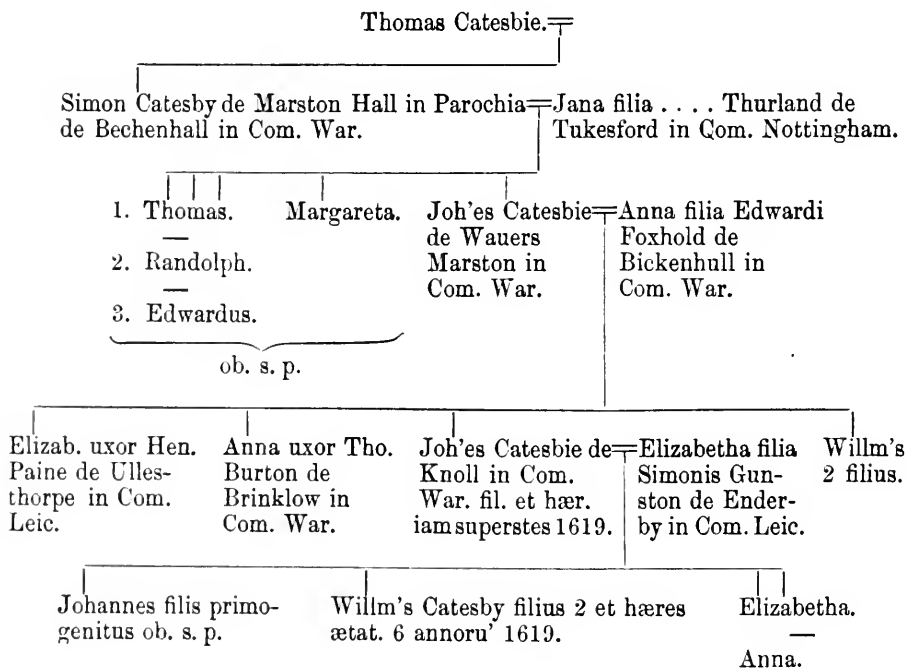 Thomas Catesbie.
Simon Catesby de Marston Hall in Parochia
de Bechenhall in Com. War.
Jana filia . . . . Thurland de
Tukesford in Com. Nottingham.
1. Thomas.
2. Randolph.
3. Edwardus.
Margareta.
ob. s. p.
Joh'es Catesbie
de Wauers
Marston in
Com. War.
Anna filia Edwardi
Foxhold de
Bickenhull in
Com. War.
Elizab. uxor Hen.
Paine de Ulles-
thorpe in Com.
Leic.
Anna uxor Tho.
Burton de
Brinklow in
Com. War.
Joh'es Catesbie de
Knoll in Com.
War. fil. et hær.
iam superstes 1619.
Elizabetha filia
Simonis Gun-
ston de Ender-
by in Com. Leic.
Willm's
2 filius.
Johannes filis primo-
genitus ob. s. p.
Willm's Catesby filius 2 et hæres
ætat. 6 annoru' 1619.
Elizabetha.
Anna.